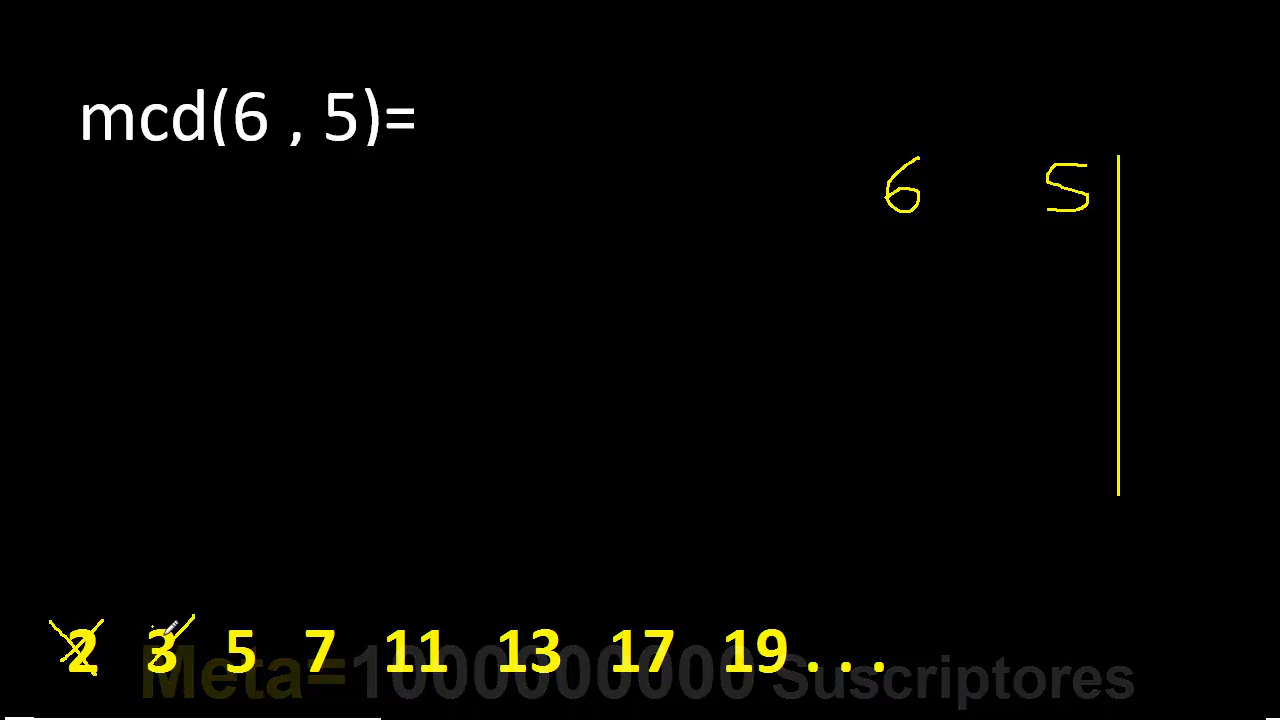 mcd(6 , 5)=
6 5
2 3 5 7 11 13 17 19 . . .
Meta=1000000000 Suscriptores